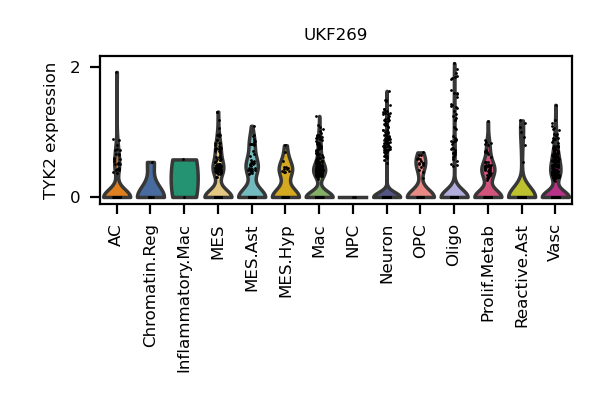 UKF269
TYK2 expression
2
0
AC
Chromatin.Reg
Inflammatory.Mac
MES
MES.Ast
MES.Hyp
Mac
NPC
Neuron
OPC
Oligo
Prolif.Metab
Reactive.Ast
Vasc